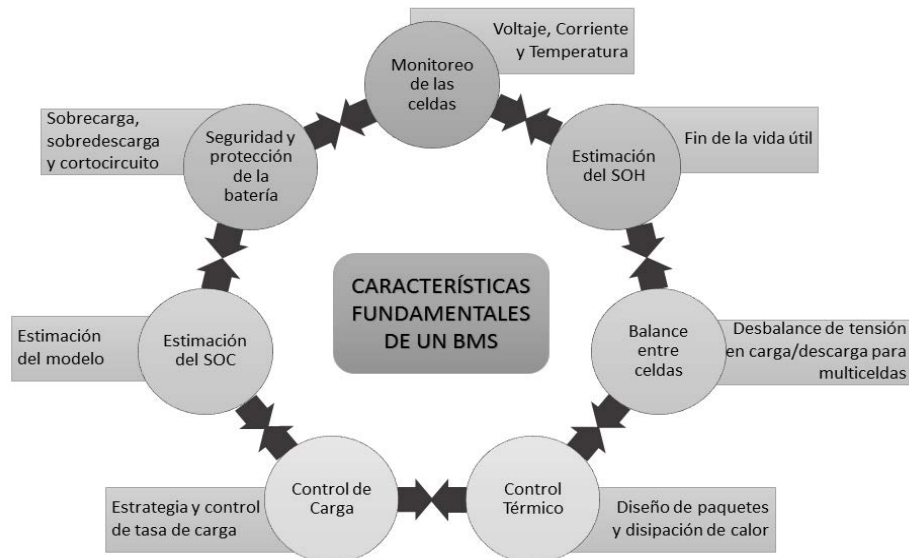 Voltaje, Corriente
y Temperatura
Monitoreo
de las
celdas
Sobrecarga,
sobredescarga
y cortocircuito
Seguridad y
protección
de la
batería
Estimación
del SOH
Fin de la vida útil
CARACTERÍSTICAS
FUNDAMENTALES
DE UN BMS
Estimación
del modelo
Estimación
del SOC
Balance
entre
celdas
Desbalance de tensión
en carga/descarga para
multiceldas
Estrategia y control
de tasa de carga
Control de
Carga
Control
Térmico
Diseño de paquetes
y disipación de calor